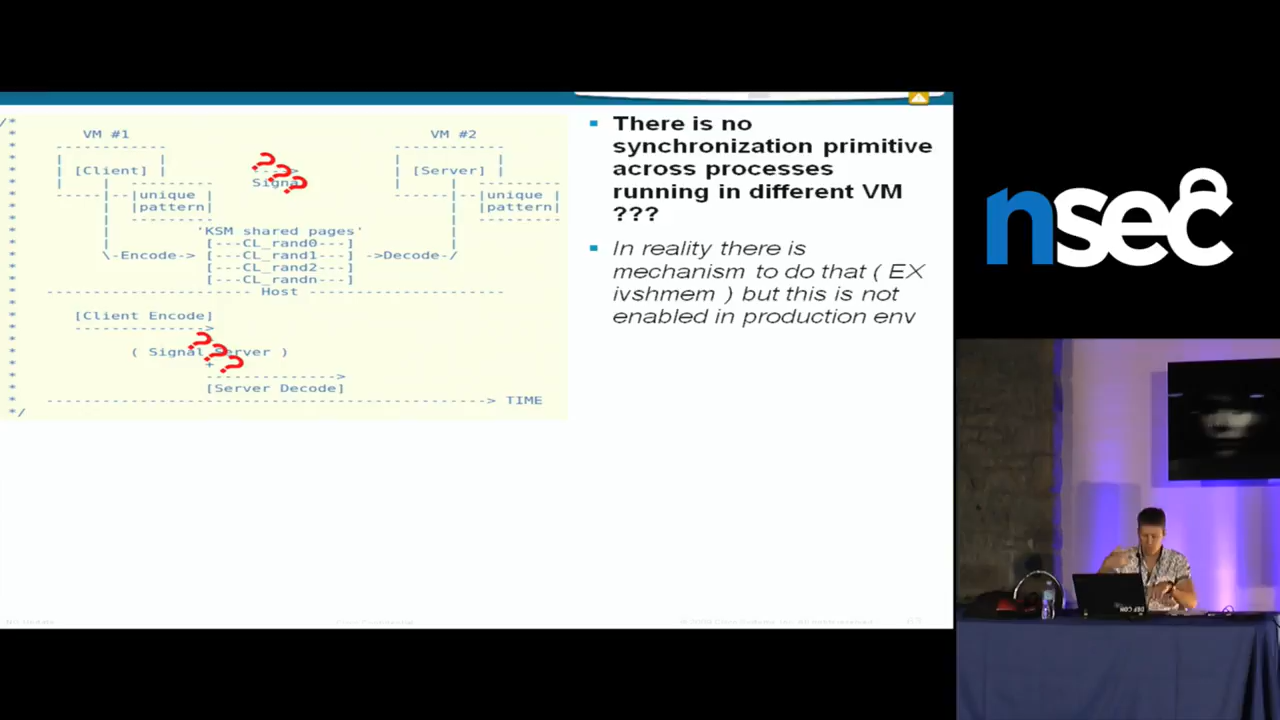 /*
* VM #1 VM #2
* ----------- -----------
* | | | |
* | [Client] | ----> | [Server] |
* | | Signa | |
* ----|--|unique | ----|--|unique |
* | |pattern| | |pattern|
* | --------- | ---------
* | 'KSM shared pages' |
* | [---CL_rand0---] |
* \-Encode-> [---CL_rand1---] ->Decode-/
* [---CL_rand2---]
* [---CL_randn---]
* ------------------- Host -----------------
* [Client Encode]
* ------------->
* ???
* ( Signal Server )
* +
* ------------->
* [Server Decode]
* -------------------------------------------> TIME
*/
???
There is no
synchronization primitive
across processes
running in different VM
???
In reality there is
mechanism to do that ( EX
ivshmem ) but this is not
enabled in production env
nsec
DEF CON